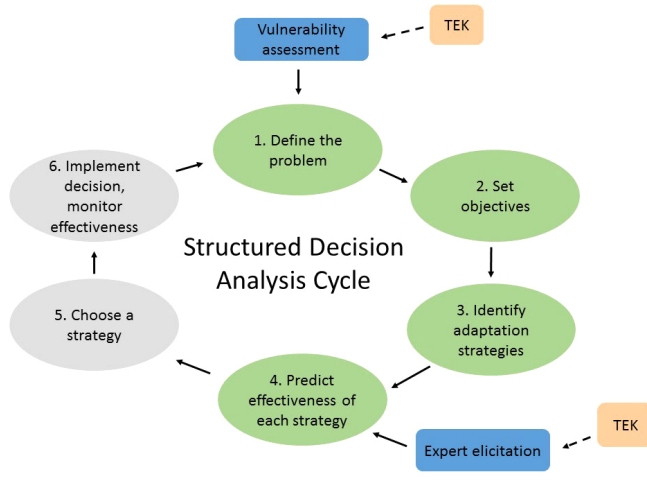 Vulnerability
assessment
TEK
1. Define the
problem
2. Set
objectives
3. Identify
adaptation
strategies
4. Predict
effectiveness of
each strategy
Expert elicitation
TEK
5. Choose a
strategy
6. Implement
decision,
monitor
effectiveness
Structured Decision
Analysis Cycle